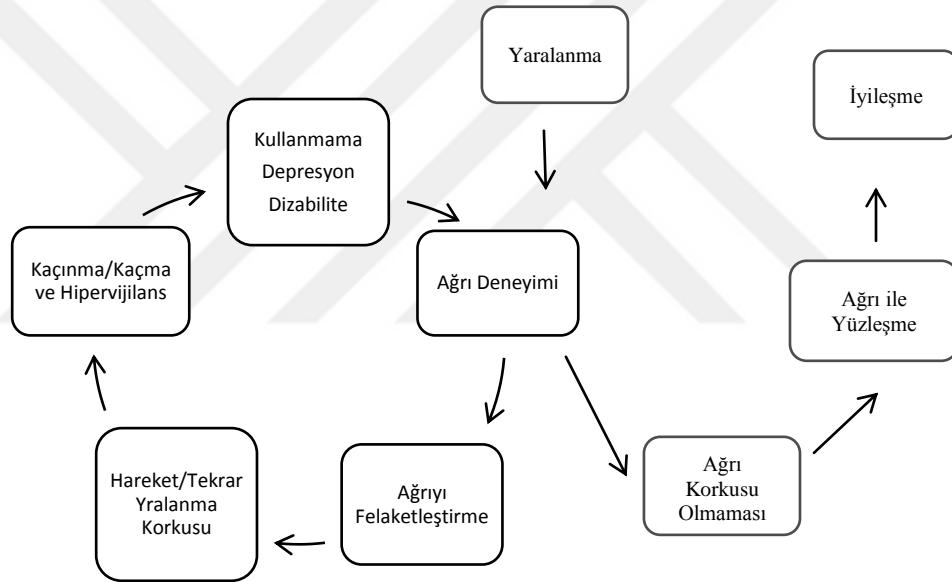 Yaralanma
İyileşme
Kullanmama
Depresyon
Dizabilite
Kaçınma/Kaçma
ve Hipervijilans
Ağrı Deneyimi
Ağrı ile
Yüzleşme
Hareket/Tekrar
Yralanma
Korkusu
Ağrıyı
Felaketleştirme
Ağrı
Korkusu
Olmaması